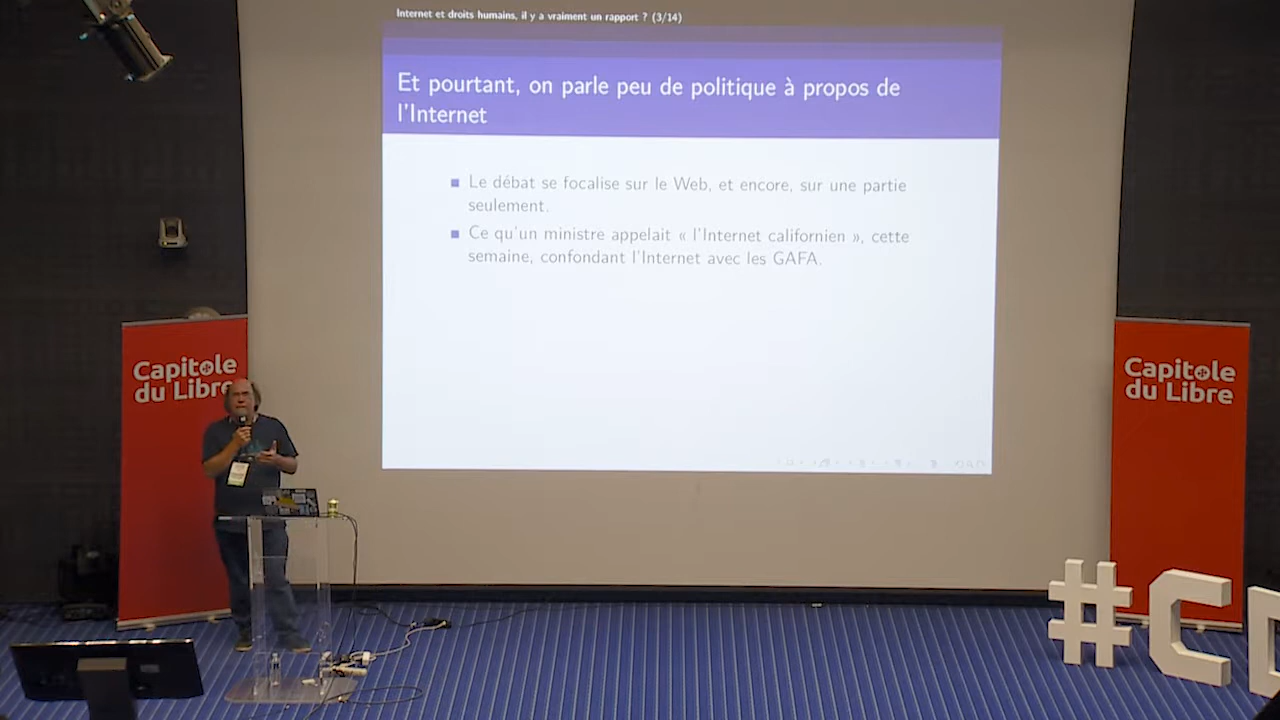 Internet et droits humains, il y a vraiment un rapport ? (3/14)
Et pourtant, on parle peu de politique à propos de
l'Internet
■ Le débat se focalise sur le Web, et encore, sur une partie
seulement.
■ Ce qu'un ministre appelait « l'Internet californien », cette
semaine, confondant l'Internet avec les GAFA.
Capitole
du Libre
Capitole
du Libre
#C